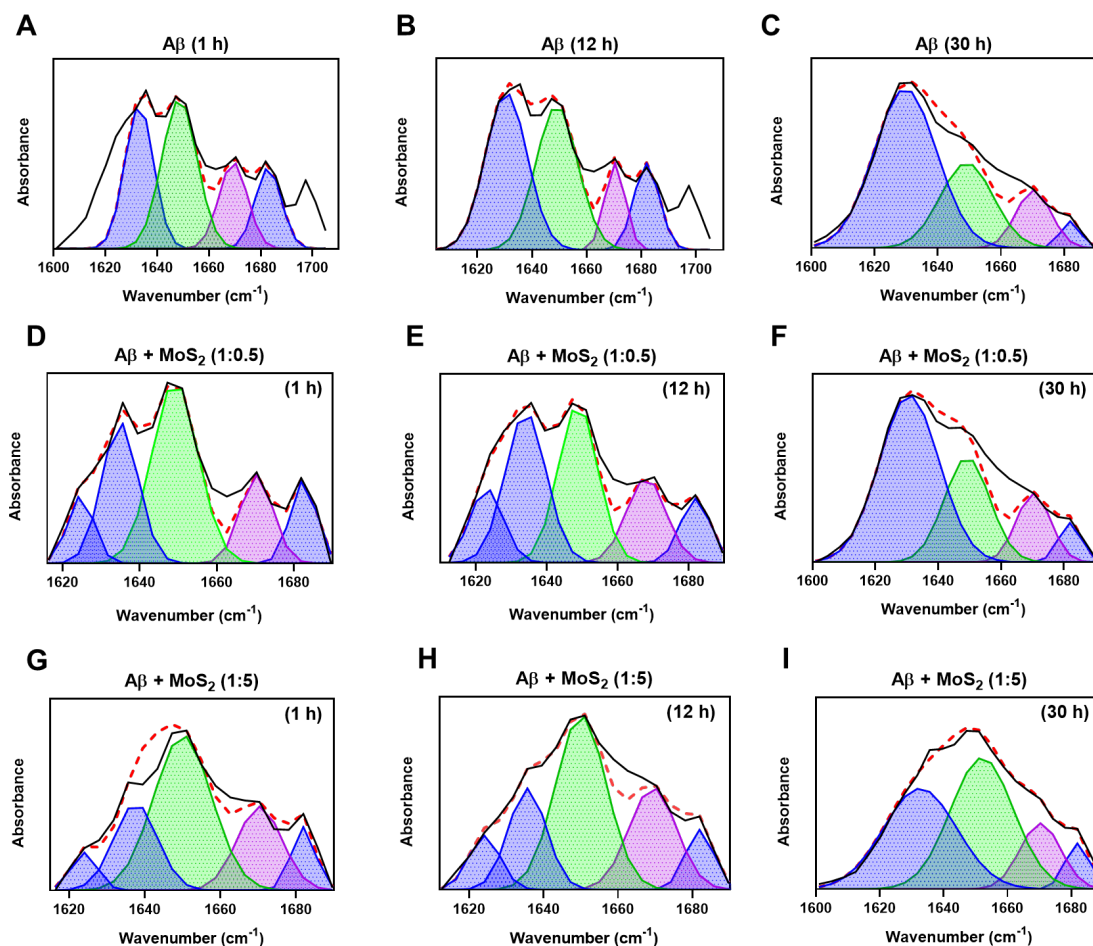 A
Aβ (1 h)
Absorbance
1600 1620 1640 1660 1680 1700
Wavenumber (cm⁻¹)
B
Aβ (12 h)
Absorbance
1620 1640 1660 1680 1700
Wavenumber (cm⁻¹)
C
Aβ (30 h)
Absorbance
1600 1620 1640 1660 1680
Wavenumber (cm⁻¹)
D
Aβ + MoS₂ (1:0.5)
(1 h)
Absorbance
1620 1640 1660 1680
Wavenumber (cm⁻¹)
E
Aβ + MoS₂ (1:0.5)
(12 h)
Absorbance
1620 1640 1660 1680
Wavenumber (cm⁻¹)
F
Aβ + MoS₂ (1:0.5)
(30 h)
Absorbance
1600 1620 1640 1660 1680
Wavenumber (cm⁻¹)
G
Aβ + MoS₂ (1:5)
(1 h)
Absorbance
1620 1640 1660 1680
Wavenumber (cm⁻¹)
H
Aβ + MoS₂ (1:5)
(12 h)
Absorbance
1620 1640 1660 1680
Wavenumber (cm⁻¹)
I
Aβ + MoS₂ (1:5)
(30 h)
Absorbance
1600 1620 1640 1660 1680
Wavenumber (cm⁻¹)